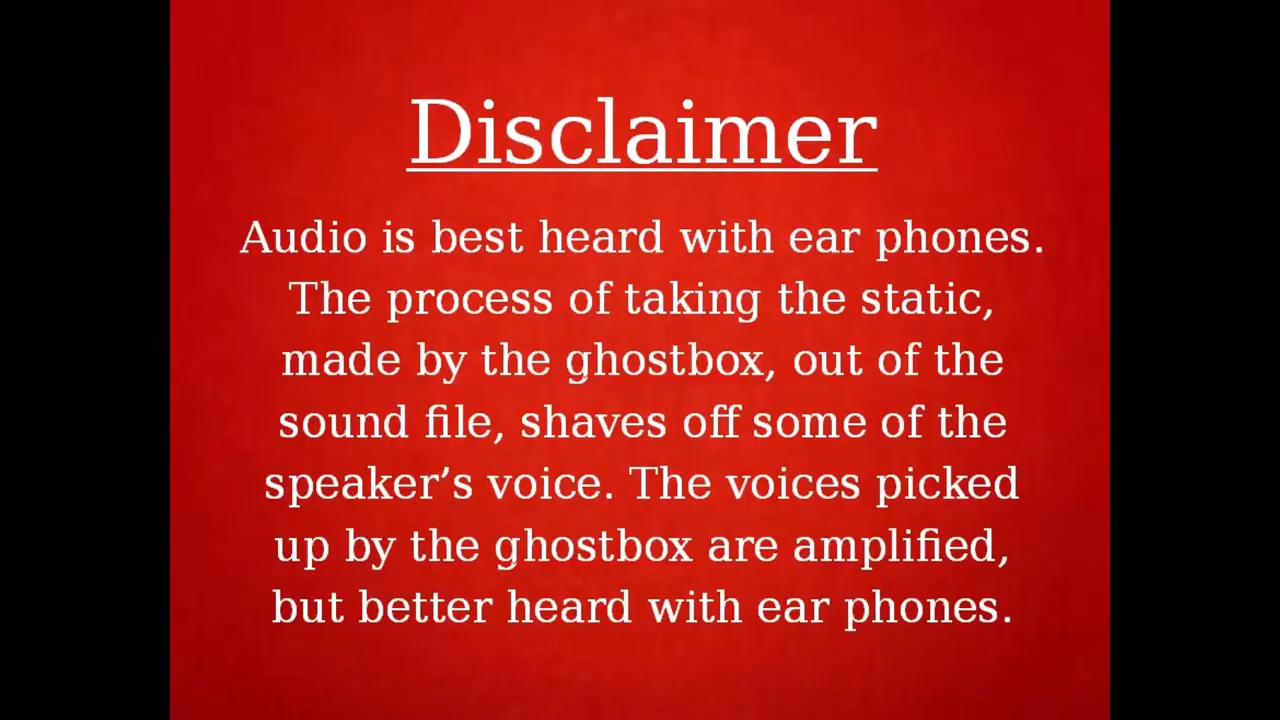 Disclaimer
Audio is best heard with ear phones.
The process of taking the static,
made by the ghostbox, out of the
sound file, shaves off some of the
speaker’s voice. The voices picked
up by the ghostbox are amplified,
but better heard with ear phones.